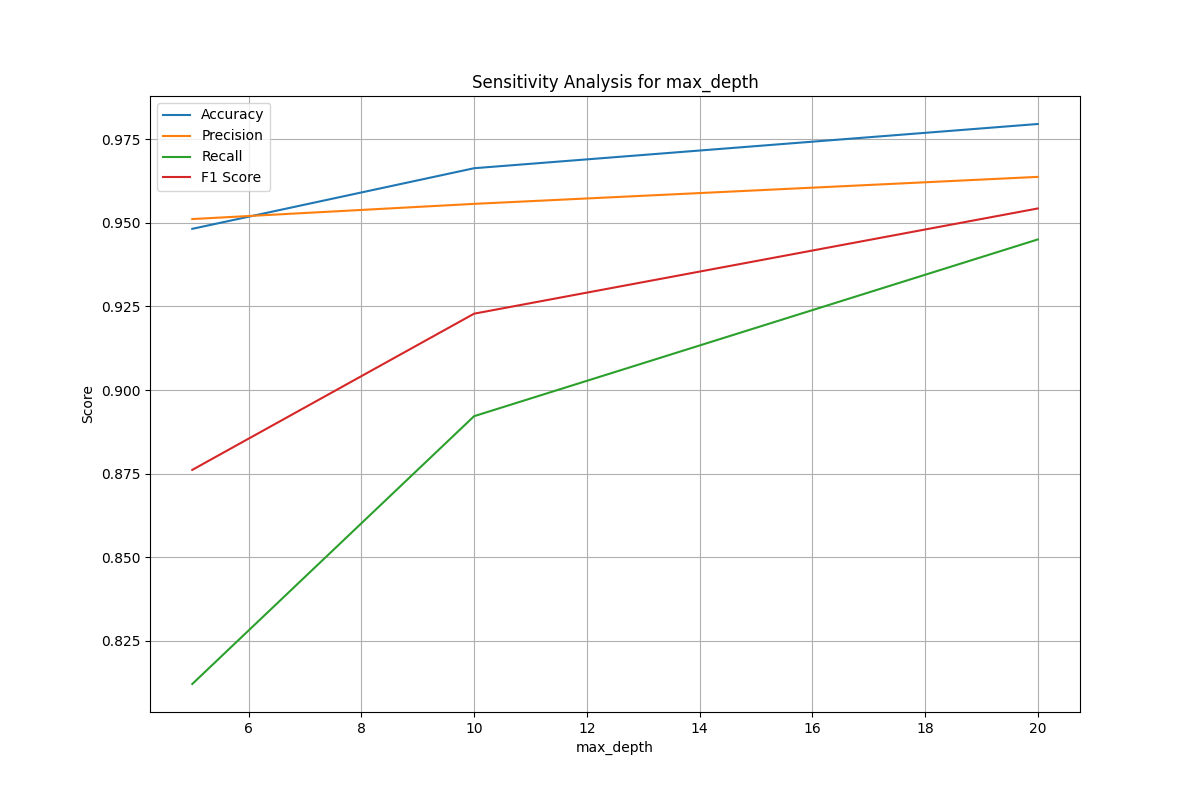 Sensitivity Analysis for max_depth
Accuracy
Precision
Recall
F1 Score
0.975
0.950
0.925
0.900
0.875
0.850
0.825
Score
6 8 10 12 14 16 18 20
max_depth